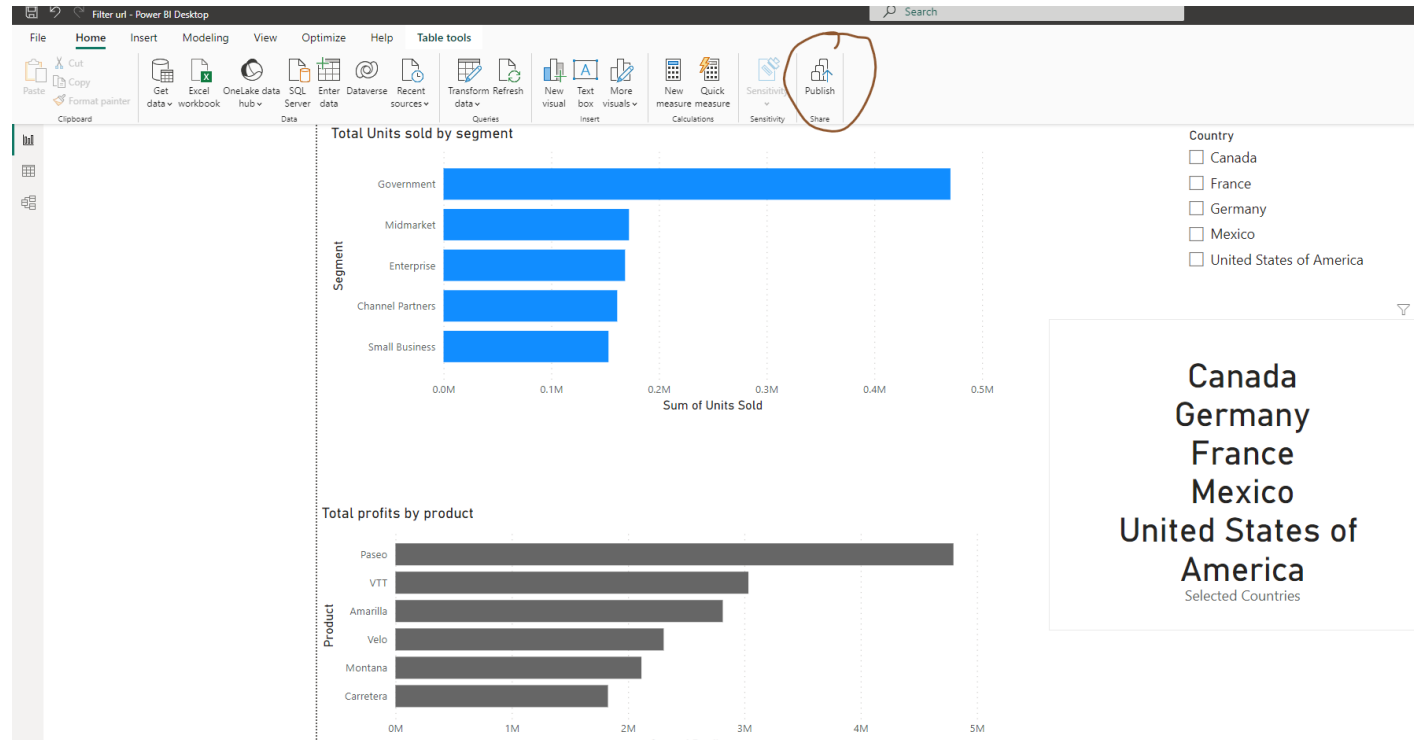 Filter url - Power BI Desktop
Search
File Home Insert Modeling View Optimize Help Table tools
Paste
Cut
Copy
Format painter
Clipboard
Get data
Excel workbook
OneLake data hub
SQL Server
Enter data
Dataverse
Recent sources
Data
Transform data
Refresh
Queries
New visual
Text box
More visuals
Insert
New measure
Quick measure
Calculations
Sensitivity
Sensitivity
Publish
Share
Total Units sold by segment
Segment
Government
Midmarket
Enterprise
Channel Partners
Small Business
0.0M 0.1M 0.2M 0.3M 0.4M 0.5M
Sum of Units Sold
Country
Canada
France
Germany
Mexico
United States of America
Canada
Germany
France
Mexico
United States of
America
Selected Countries
Total profits by product
Product
Paseo
VTT
Amarilla
Velo
Montana
Carretera
0M 1M 2M 3M 4M 5M